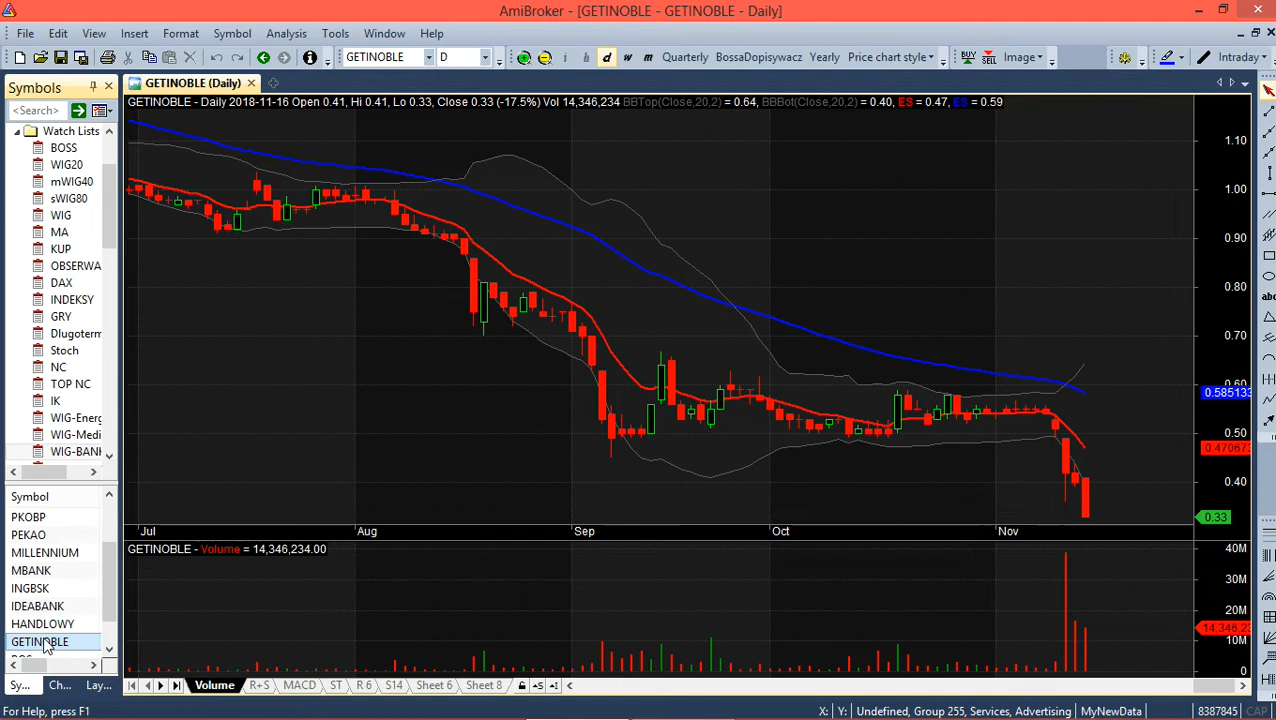 AmiBroker - [GETINOBLE - GETINOBLE - Daily]
File Edit View Insert Format Symbol Analysis Tools Window Help
GETINOBLE D i h d w m Quarterly BossaDopisywacz Yearly Price chart style BUY SELL Image Intraday
Symbols
<Search>
Watch Lists
BOSS
WIG20
mWIG40
sWIG80
WIG
MA
KUP
OBSERWA
DAX
INDEKSY
GRY
Dlugoterm
Stoch
NC
TOP NC
IK
WIG-Energ
WIG-Medi
WIG-BANK
Symbol
PKOBP
PEKAO
MILLENNIUM
MBANK
INGBSK
IDEABANK
HANDLOWY
GETINOBLE
Sy... Ch... Lay...
GETINOBLE (Daily)
GETINOBLE - Daily 2018-11-16 Open 0.41, Hi 0.41, Lo 0.33, Close 0.33 (-17.5%) Vol 14,346,234 BBTop(Close,20,2) = 0.64, BBBot(Close,20,2) = 0.40, ES = 0.47, ES = 0.59
1.10
1.00
0.90
0.80
0.70
0.60
0.585133
0.50
0.470673
0.40
0.33
Jul Aug Sep Oct Nov
GETINOBLE - Volume = 14,346,234.00
40M
30M
20M
14,346,23
10M
0
Volume R+S MACD ST R 6 S14 Sheet 6 Sheet 8
abc
For Help, press F1 X: Y: Undefined, Group 255, Services, Advertising MyNewData 8387845 CAP